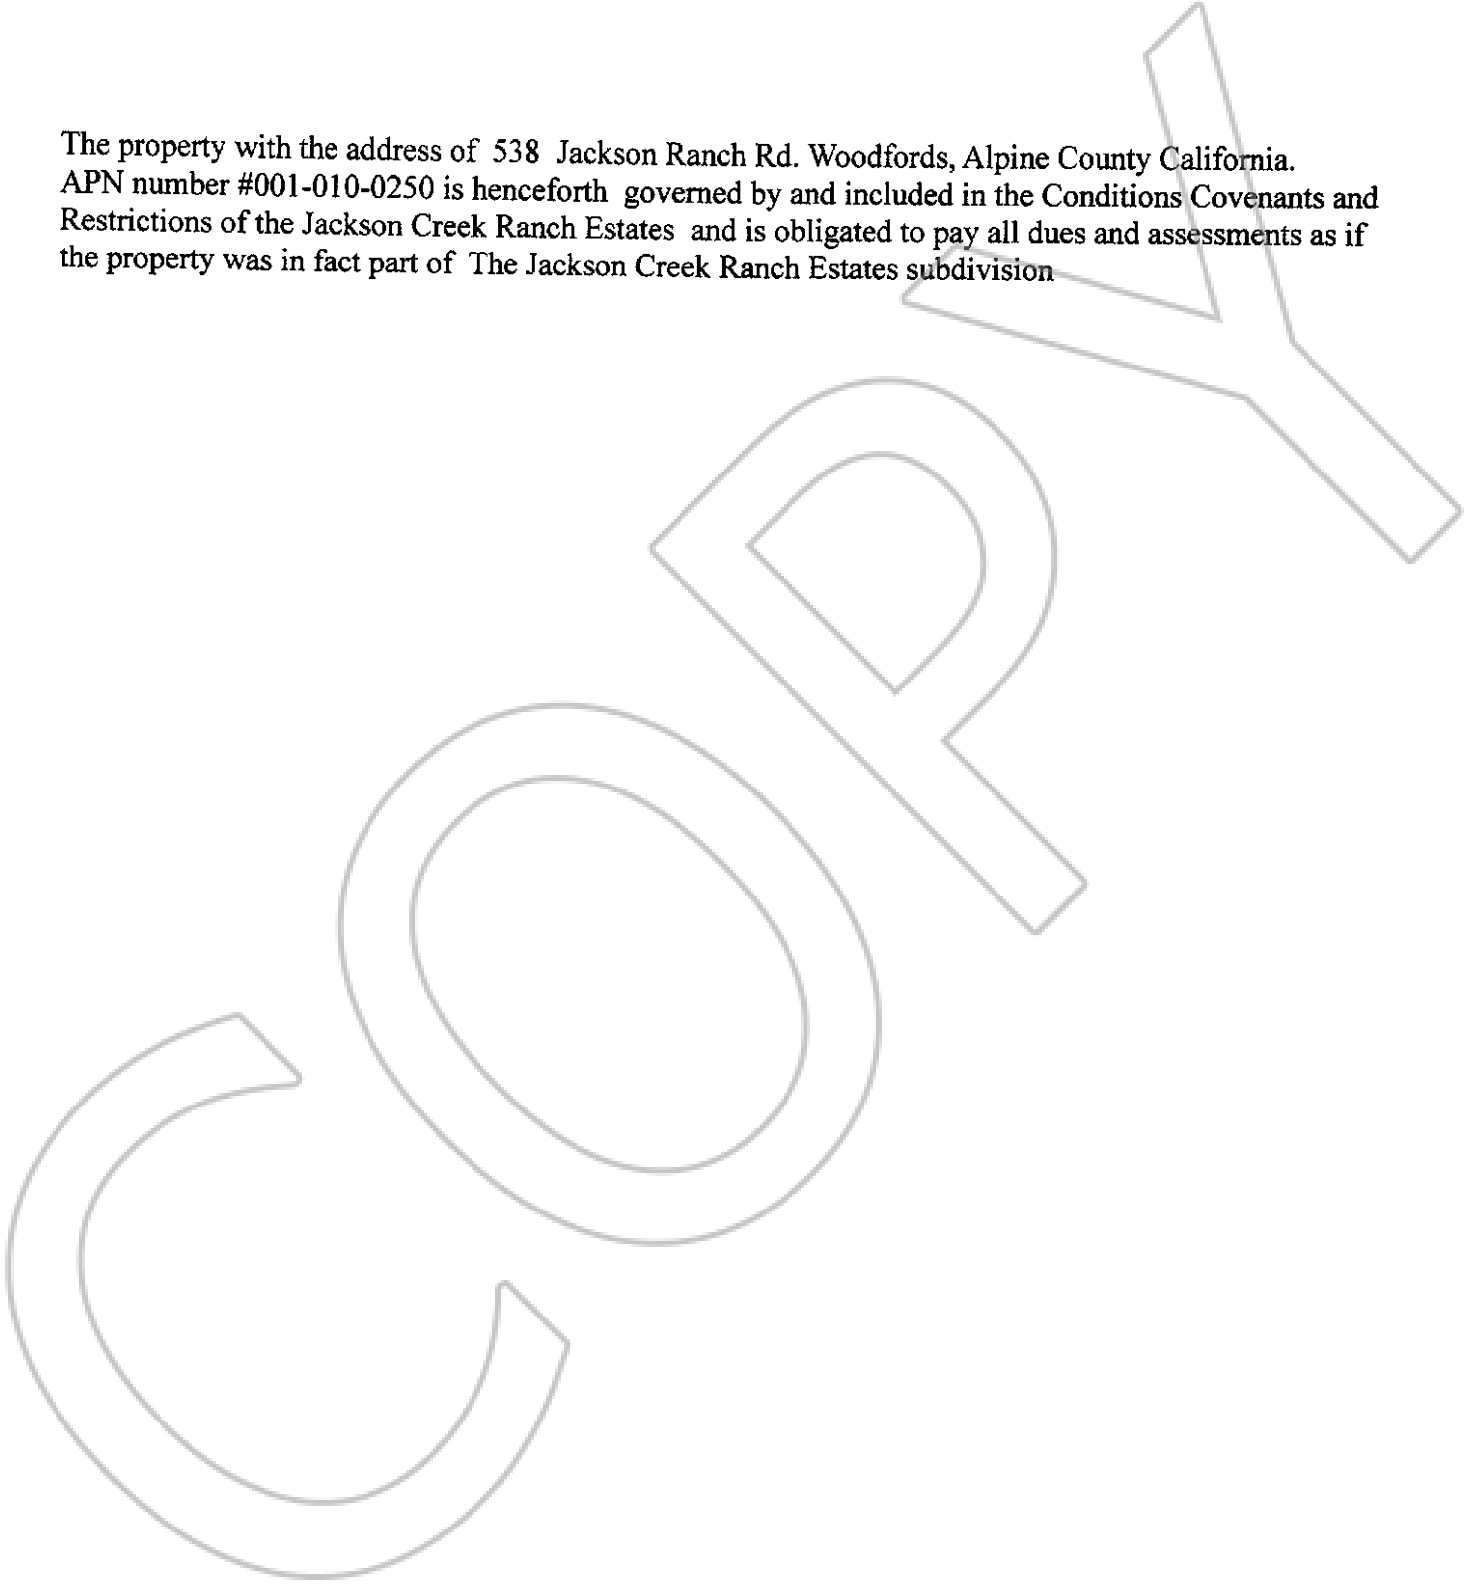 The property with the address of 538 Jackson Ranch Rd. Woodfords, Alpine County California.
APN number #001-010-0250 is henceforth governed by and included in the Conditions Covenants and
Restrictions of the Jackson Creek Ranch Estates and is obligated to pay all dues and assessments as if
the property was in fact part of The Jackson Creek Ranch Estates subdivision
COPY